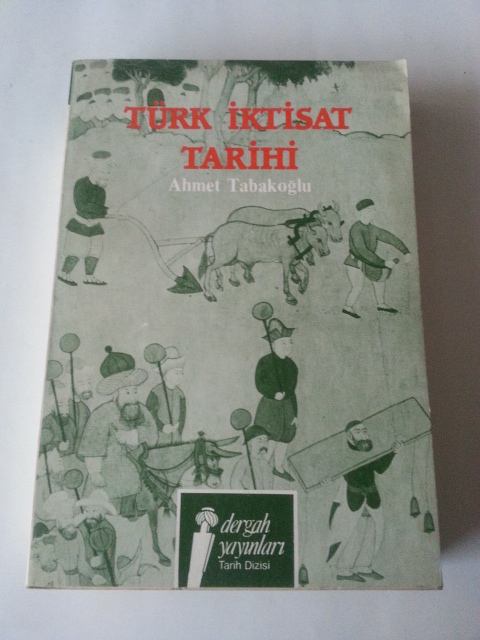 TÜRK İKTİSAT
TARİHİ
Ahmet Tabakoğlu
dergah
yayınları
Tarih Dizisi